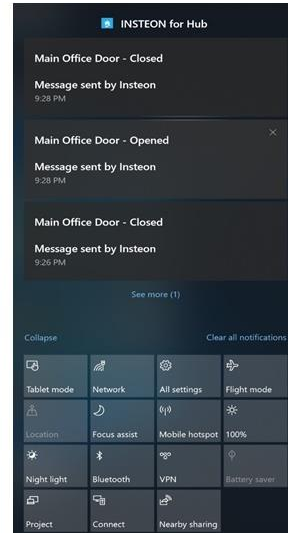 INSTEON for Hub
Main Office Door - Closed
Message sent by Insteon
9:28 PM
Main Office Door - Opened
Message sent by Insteon
9:28 PM
Main Office Door - Closed
Message sent by Insteon
9:26 PM
See more (1)
Collapse Clear all notifications
Tablet mode Network All settings Flight mode
Location Focus assist Mobile hotspot 100%
Night light Bluetooth VPN Battery saver
Project Connect Nearby sharing